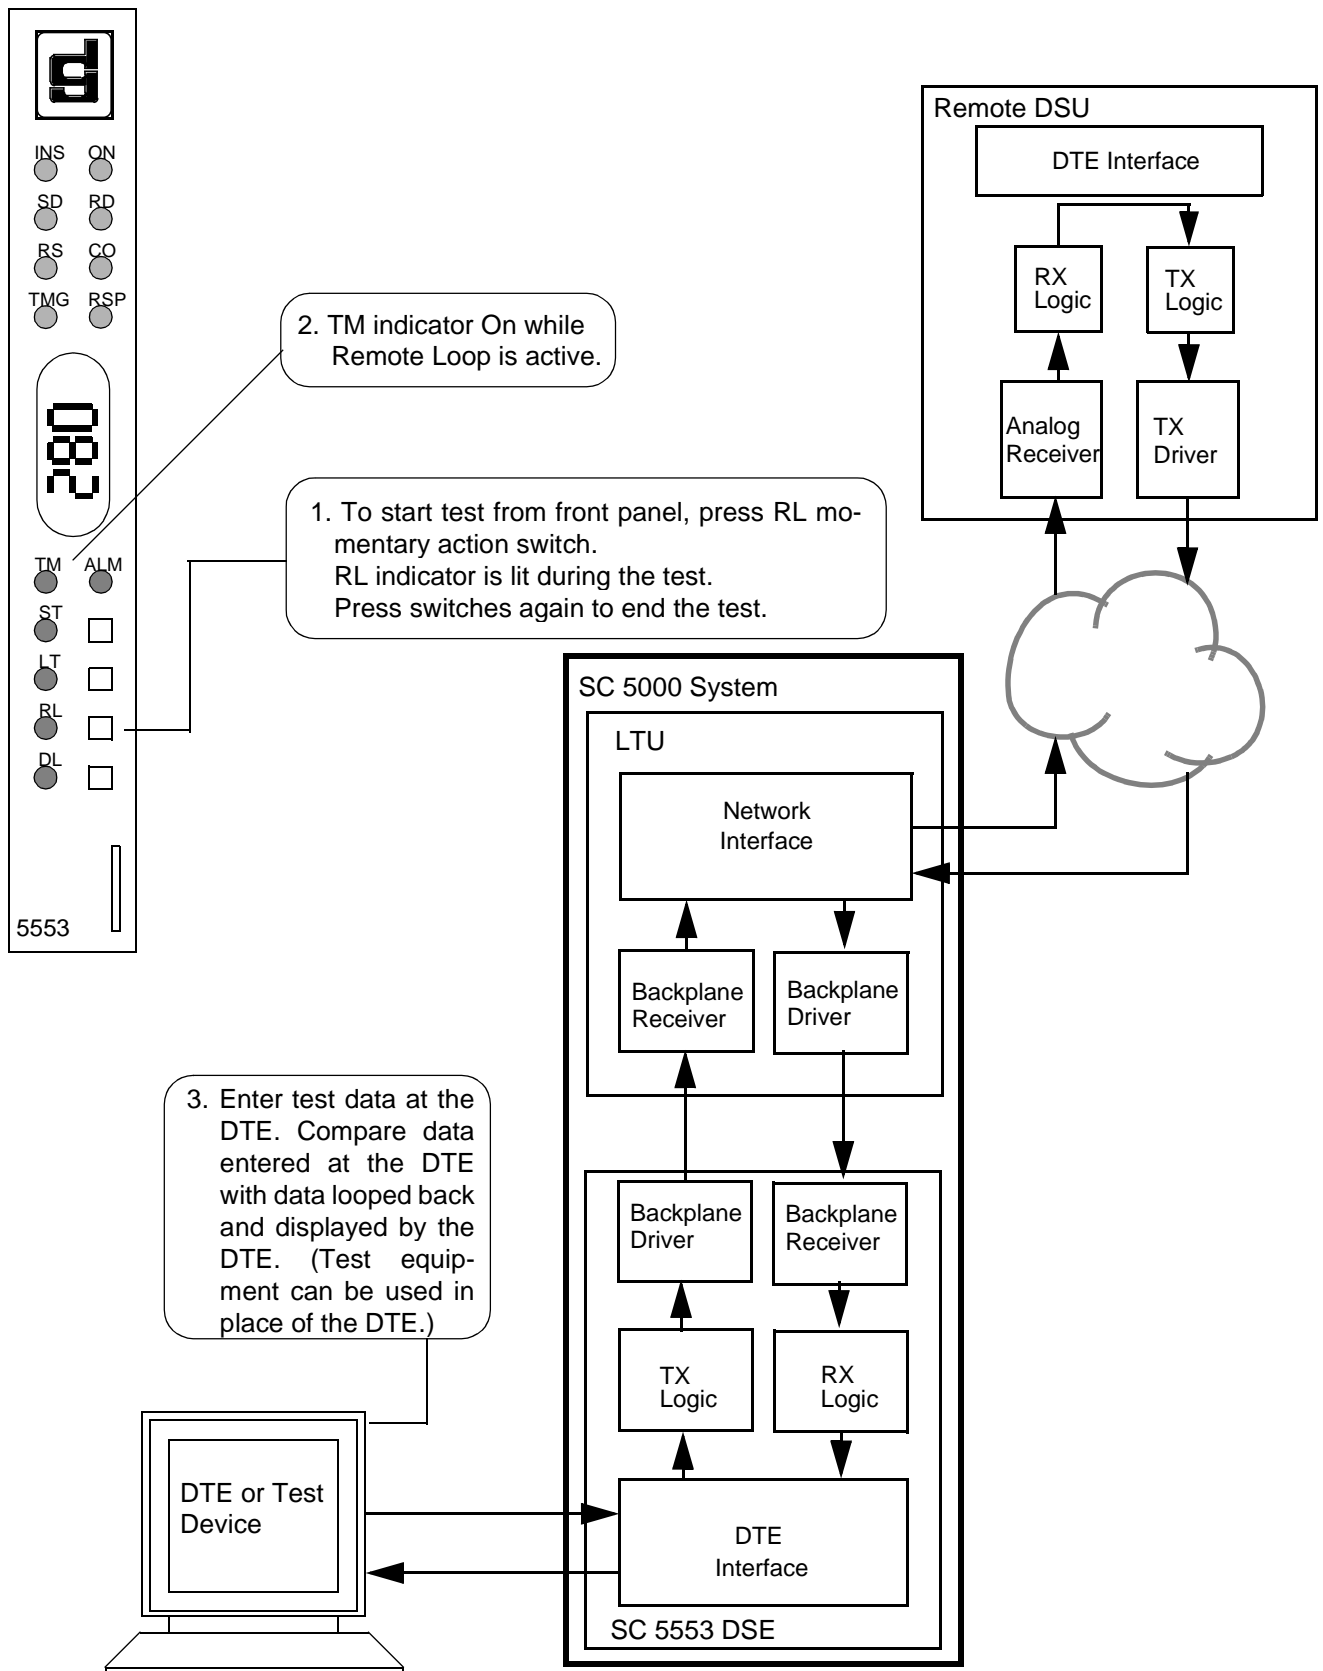 INS ON
SD RD
RS CO
TMG RSP
082
TM ALM
ST
LT
RL
DL
5553
2. TM indicator On while
Remote Loop is active.
1. To start test from front panel, press RL mo-
mentary action switch.
RL indicator is lit during the test.
Press switches again to end the test.
Remote DSU
DTE Interface
RX
Logic
TX
Logic
Analog
Receiver
TX
Driver
SC 5000 System
LTU
Network
Interface
Backplane
Receiver
Backplane
Driver
3. Enter test data at the
DTE. Compare data
entered at the DTE
with data looped back
and displayed by the
DTE. (Test equip-
ment can be used in
place of the DTE.)
Backplane
Driver
Backplane
Receiver
TX
Logic
RX
Logic
DTE or Test
Device
DTE
Interface
SC 5553 DSE